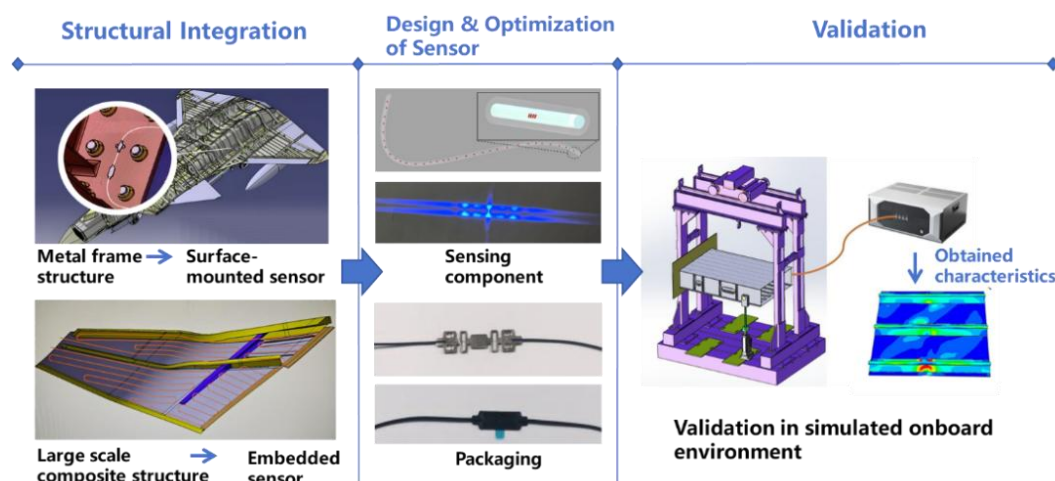 Structural Integration
Design & Optimization
of Sensor
Validation
Metal frame → Surface-
structure mounted sensor
Large scale → Embedded
composite structure sensor
Sensing
component
Packaging
Obtained
characteristics
Validation in simulated onboard
environment